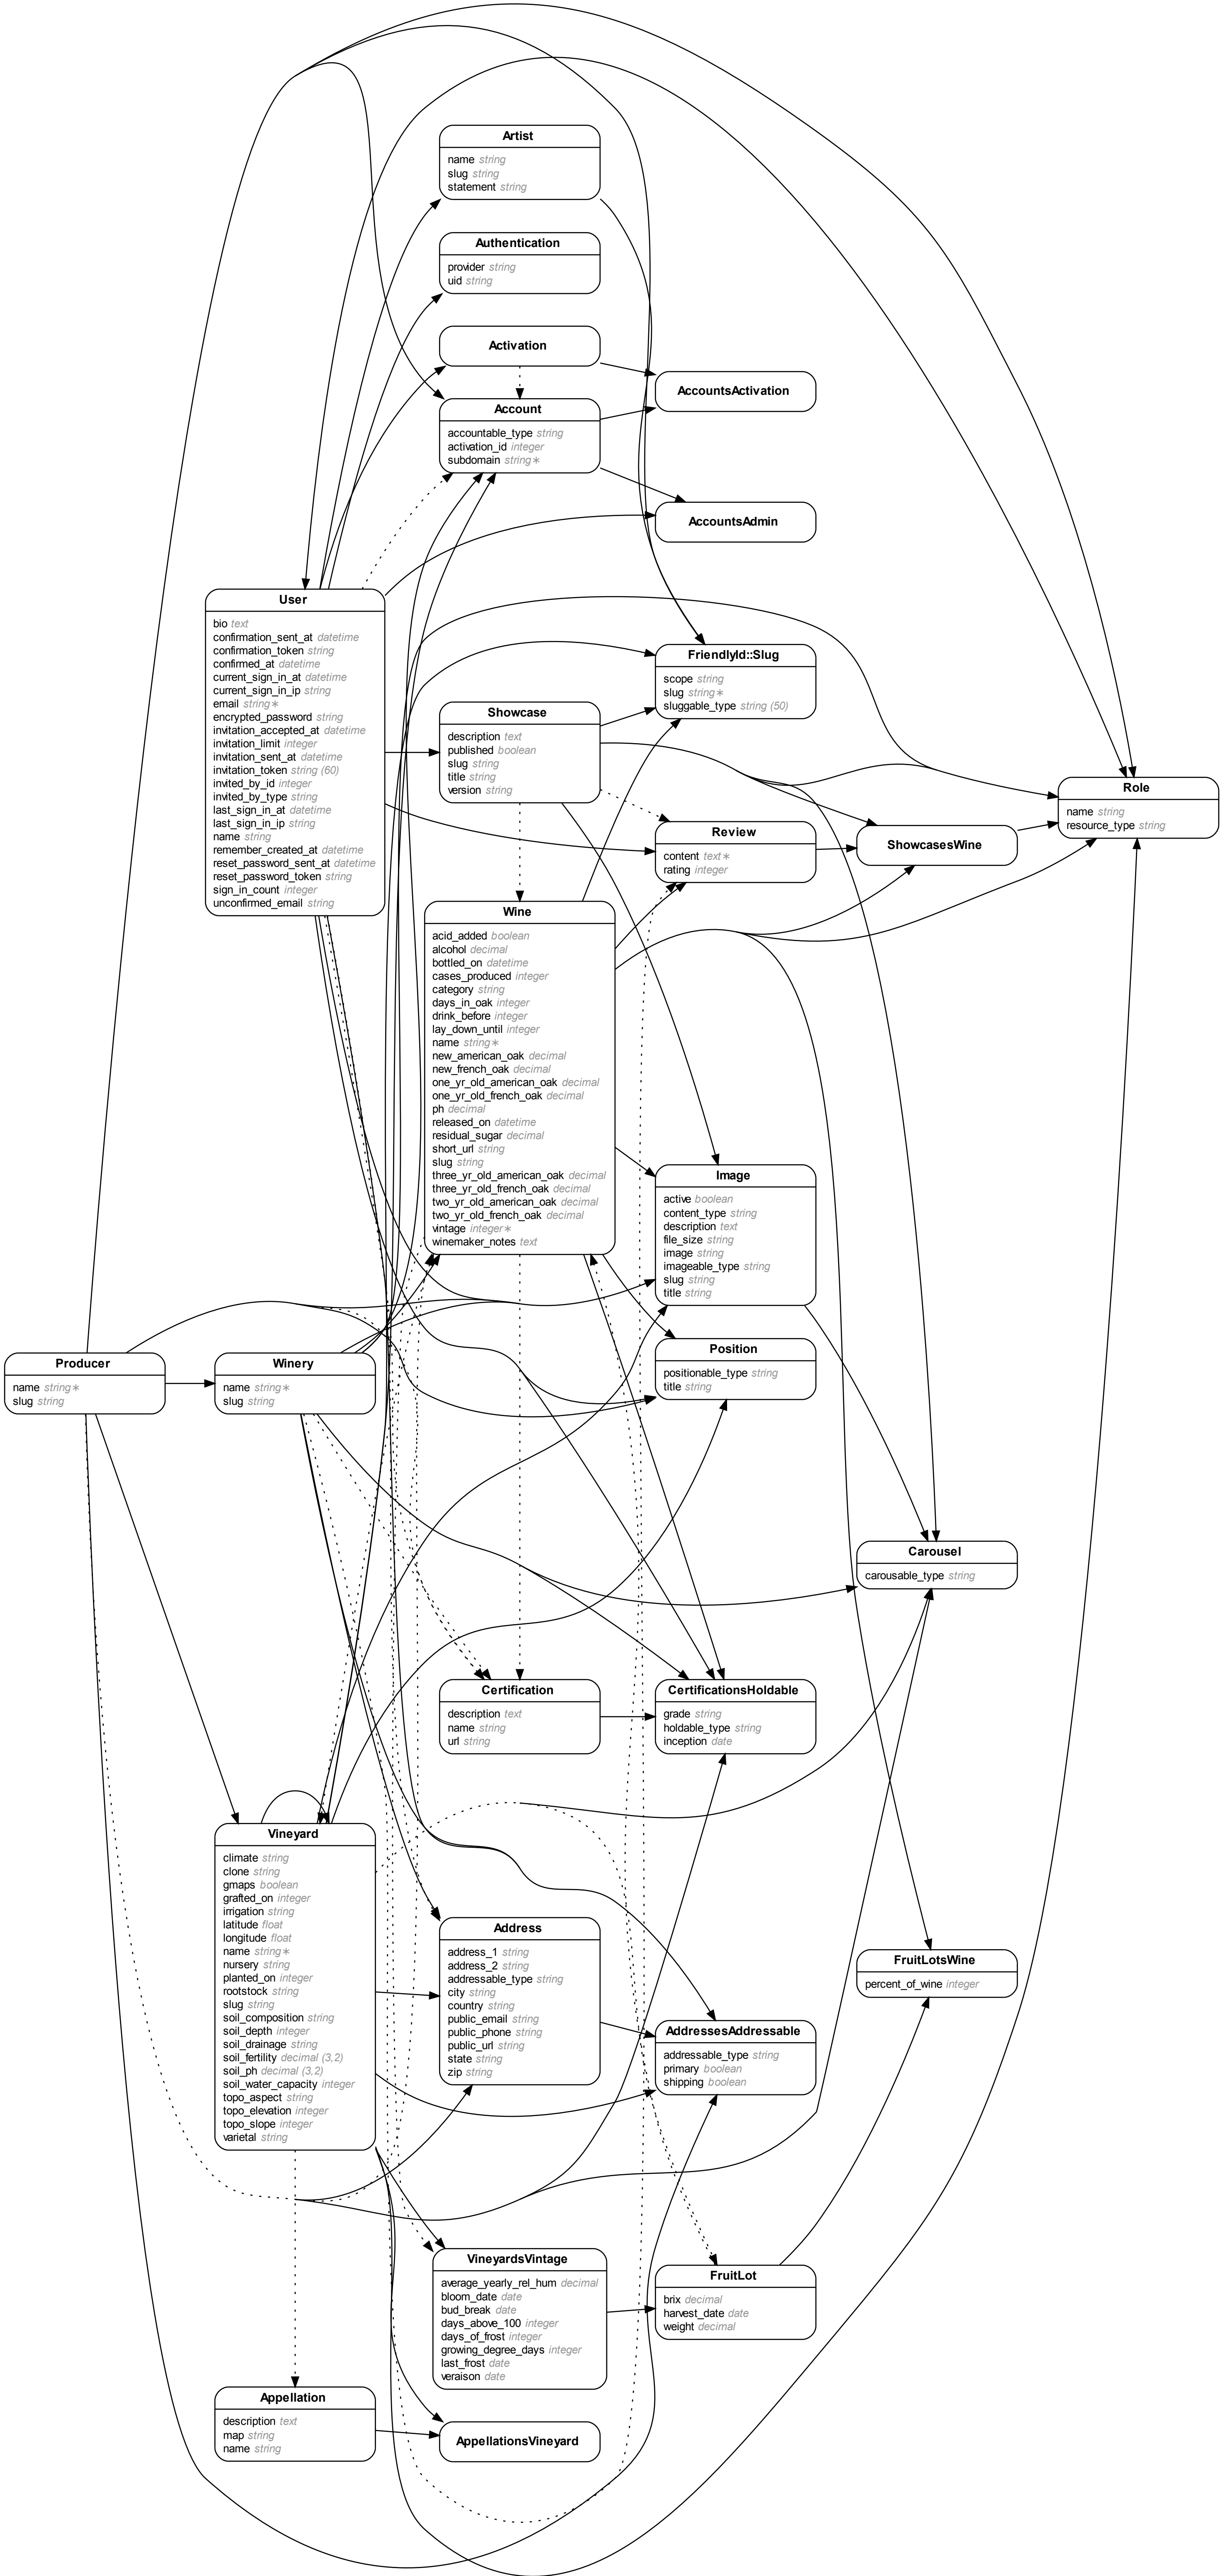 Artist
name string
slug string
statement string
Authentication
provider string
uid string
Activation
AccountsActivation
Account
accountable_type string
activation_id integer
subdomain string∗
AccountsAdmin
User
bio text
confirmation_sent_at datetime
confirmation_token string
confirmed_at datetime
current_sign_in_at datetime
current_sign_in_ip string
email string∗
encrypted_password string
invitation_accepted_at datetime
invitation_limit integer
invitation_sent_at datetime
invitation_token string (60)
invited_by_id integer
invited_by_type string
last_sign_in_at datetime
last_sign_in_ip string
name string
remember_created_at datetime
reset_password_sent_at datetime
reset_password_token string
sign_in_count integer
unconfirmed_email string
FriendlyId::Slug
scope string
slug string∗
sluggable_type string (50)
Showcase
description text
published boolean
slug string
title string
version string
Role
name string
resource_type string
Review
content text∗
rating integer
ShowcasesWine
Wine
acid_added boolean
alcohol decimal
bottled_on datetime
cases_produced integer
category string
days_in_oak integer
drink_before integer
lay_down_until integer
name string∗
new_american_oak decimal
new_french_oak decimal
one_yr_old_american_oak decimal
one_yr_old_french_oak decimal
ph decimal
released_on datetime
residual_sugar decimal
short_url string
slug string
three_yr_old_american_oak decimal
three_yr_old_french_oak decimal
two_yr_old_american_oak decimal
two_yr_old_french_oak decimal
vintage integer∗
winemaker_notes text
Image
active boolean
content_type string
description text
file_size string
image string
imageable_type string
slug string
title string
Position
positionable_type string
title string
Producer
name string∗
slug string
Winery
name string∗
slug string
Carousel
carousable_type string
Certification
description text
name string
url string
CertificationsHoldable
grade string
holdable_type string
inception date
Vineyard
climate string
clone string
gmaps boolean
grafted_on integer
irrigation string
latitude float
longitude float
name string∗
nursery string
planted_on integer
rootstock string
slug string
soil_composition string
soil_depth integer
soil_drainage string
soil_fertility decimal (3,2)
soil_ph decimal (3,2)
soil_water_capacity integer
topo_aspect string
topo_elevation integer
topo_slope integer
varietal string
Address
address_1 string
address_2 string
addressable_type string
city string
country string
public_email string
public_phone string
public_url string
state string
zip string
FruitLotsWine
percent_of_wine integer
AddressesAddressable
addressable_type string
primary boolean
shipping boolean
VineyardsVintage
average_yearly_rel_hum decimal
bloom_date date
bud_break date
days_above_100 integer
days_of_frost integer
growing_degree_days integer
last_frost date
veraison date
FruitLot
brix decimal
harvest_date date
weight decimal
Appellation
description text
map string
name string
AppellationsVineyard